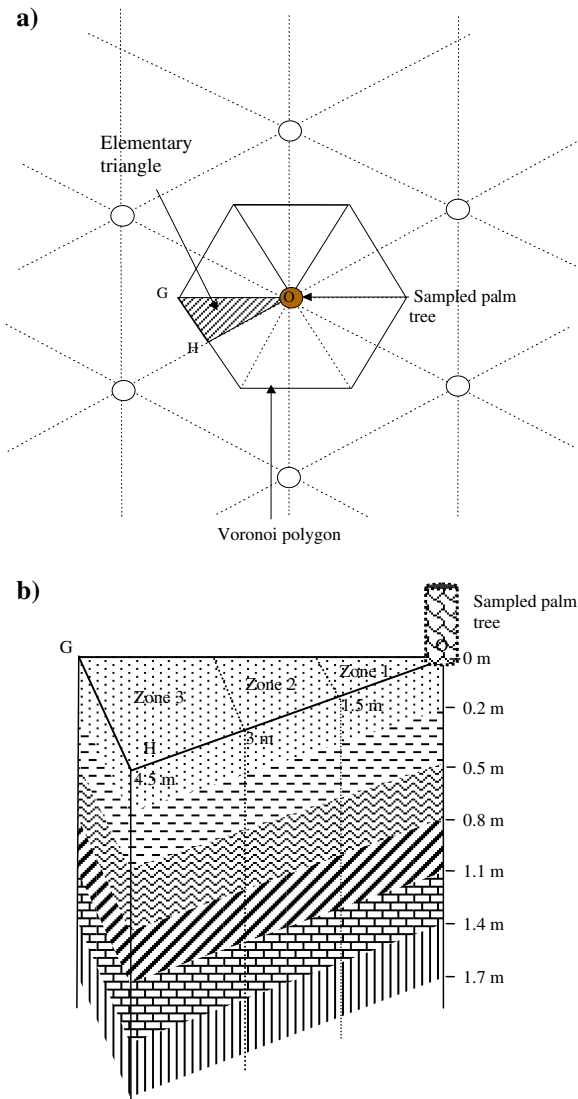 a)
Elementary
triangle
G
O
Sampled palm
tree
H
Voronoi polygon
b)
Sampled palm
tree
G
O
0 m
Zone 1
Zone 2
Zone 3
1.5 m
0.2 m
3 m
H
4.5 m
0.5 m
0.8 m
1.1 m
1.4 m
1.7 m